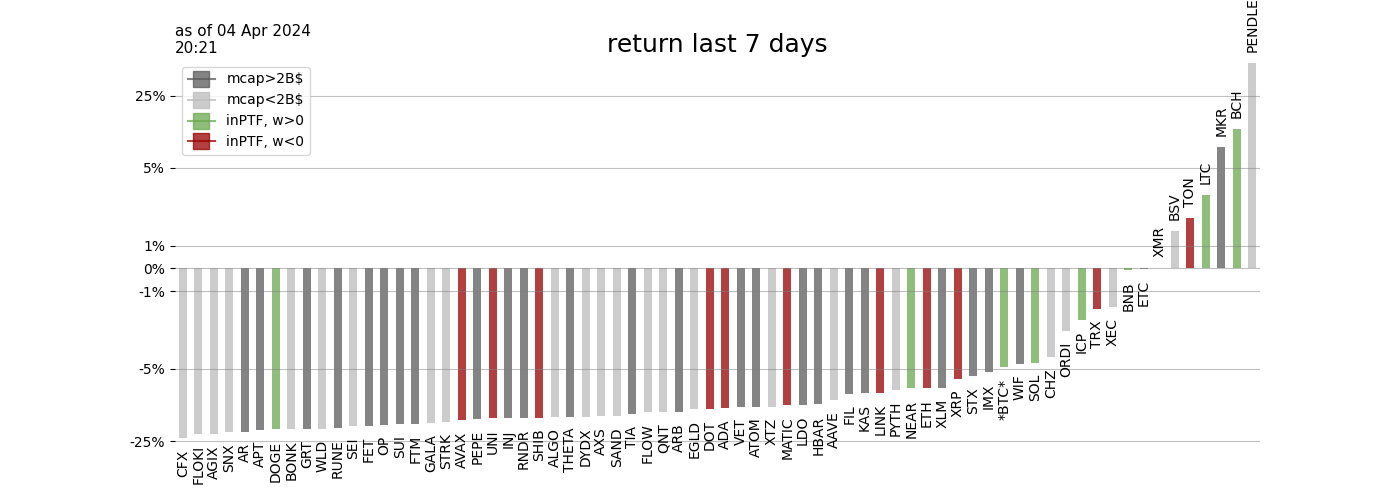 as of 04 Apr 2024
20:21
return last 7 days
mcap>2B$
mcap<2B$
inPTF, w>0
inPTF, w<0
25%
5%
1%
0%
-1%
-5%
-25%
CFX
FLOKI
AGIX
SNX
AR
APT
DOGE
BONK
GRT
WLD
RUNE
SEI
FET
OP
SUI
FTM
GALA
STRK
AVAX
PEPE
UNI
INJ
RNDR
SHIB
ALGO
THETA
DYDX
AXS
SAND
TIA
FLOW
QNT
ARB
EGLD
DOT
ADA
VET
ATOM
XTZ
MATIC
LDO
HBAR
AAVE
FIL
KAS
LINK
PYTH
NEAR
ETH
XLM
XRP
STX
IMX
*BTC*
WIF
SOL
CHZ
ORDI
ICP
TRX
XEC
BNB
ETC
XMR
BSV
TON
LTC
MKR
BCH
PENDLE